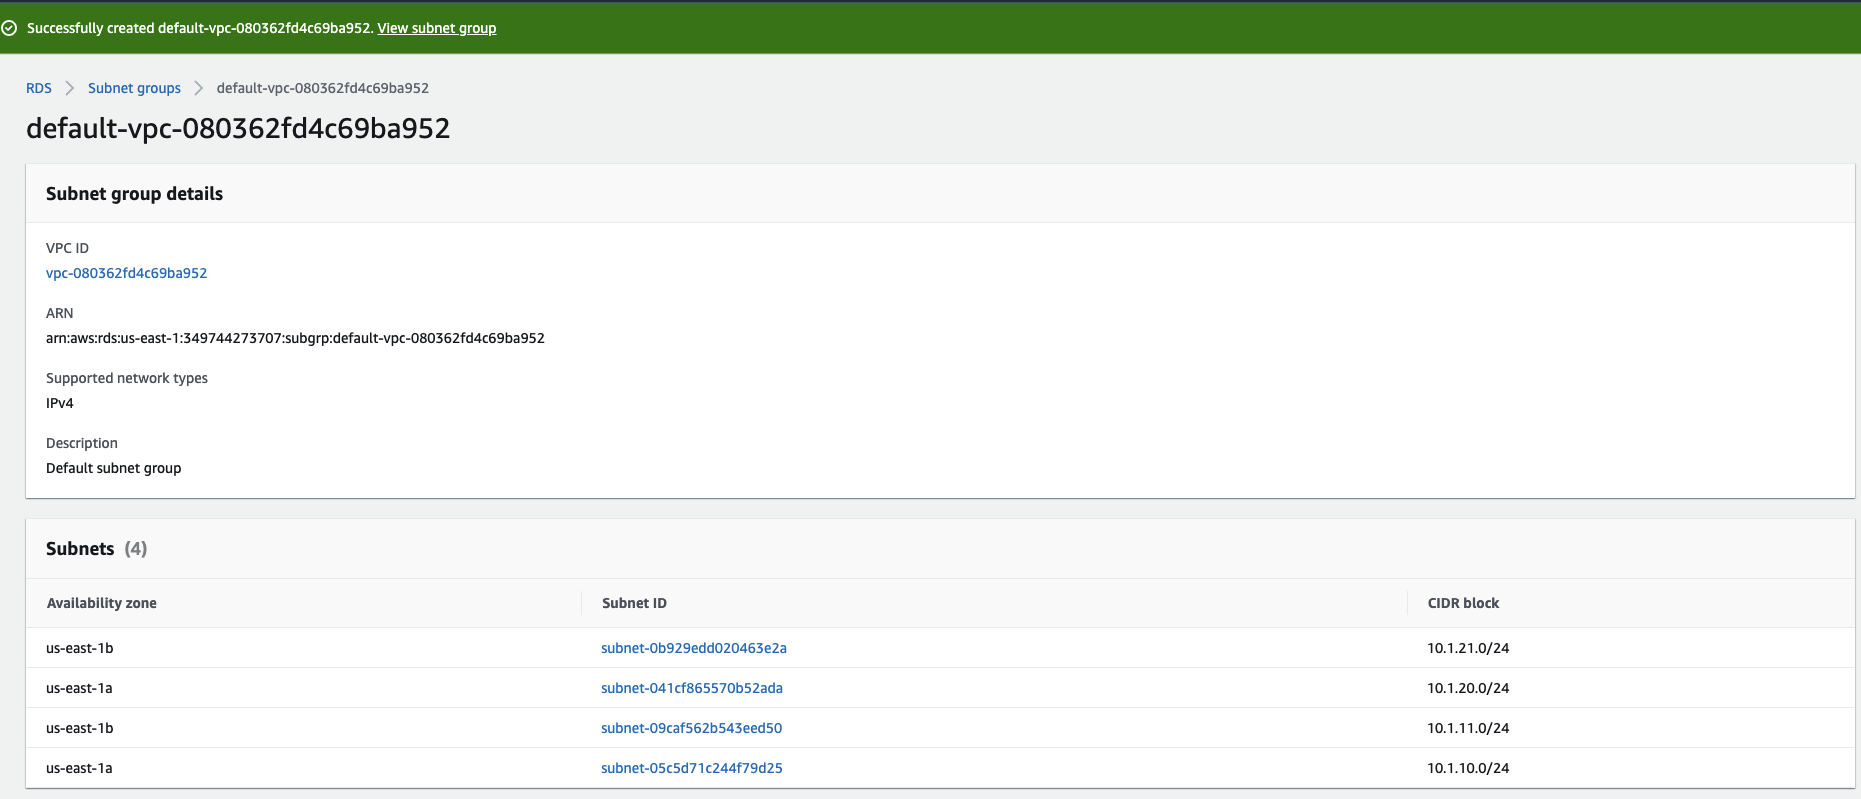 Successfully created default-vpc-080362fd4c69ba952. View subnet group
RDS Subnet groups default-vpc-080362fd4c69ba952
default-vpc-080362fd4c69ba952
Subnet group details
VPC ID
vpc-080362fd4c69ba952
ARN
arn:aws:rds:us-east-1:349744273707:subgrp:default-vpc-080362fd4c69ba952
Supported network types
IPv4
Description
Default subnet group
Subnets (4)
Availability zone Subnet ID CIDR block
us-east-1b subnet-0b929edd020463e2a 10.1.21.0/24
us-east-1a subnet-041cf865570b52ada 10.1.20.0/24
us-east-1b subnet-09caf562b543eed50 10.1.11.0/24
us-east-1a subnet-05c5d71c244f79d25 10.1.10.0/24